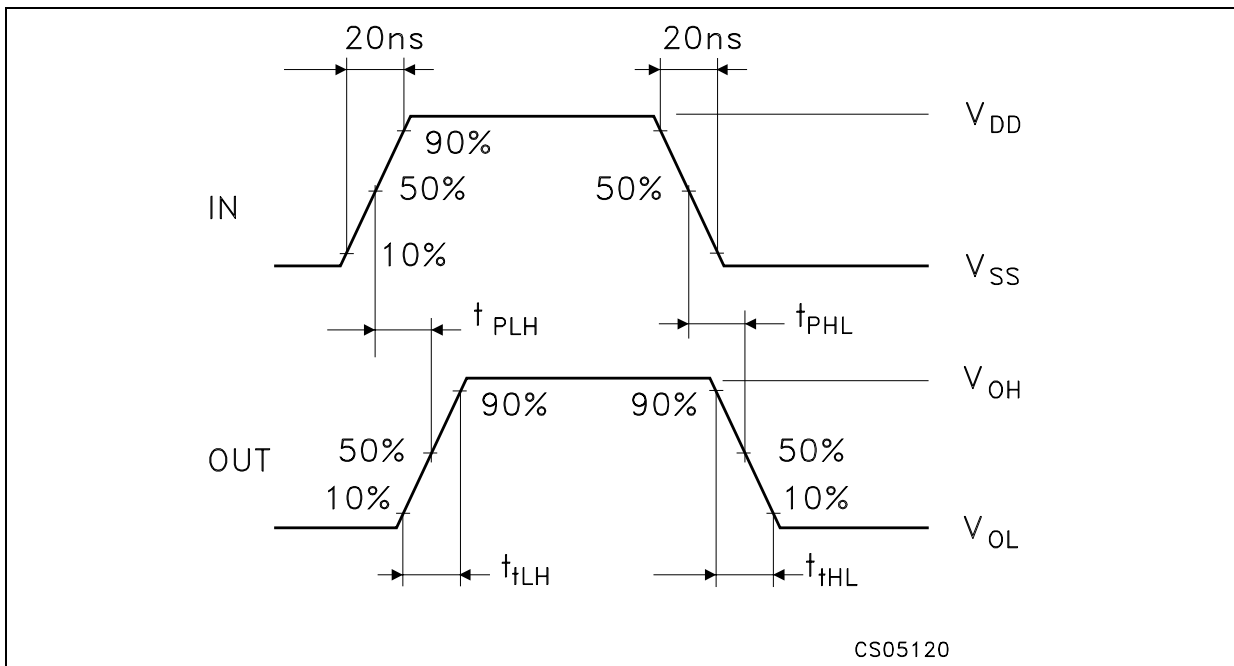 20ns 20ns
V DD
90%
50% 50%
IN
10%
V SS
t PLH t PHL
V OH
90% 90%
50% 50%
OUT
10% 10%
V OL
t tLH t tHL
CS05120